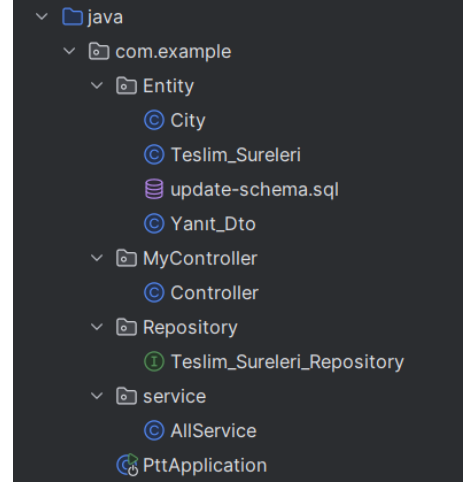 java
com.example
Entity
City
Teslim_Sureleri
update-schema.sql
Yanıt_Dto
MyController
Controller
Repository
Teslim_Sureleri_Repository
service
AllService
PttApplication